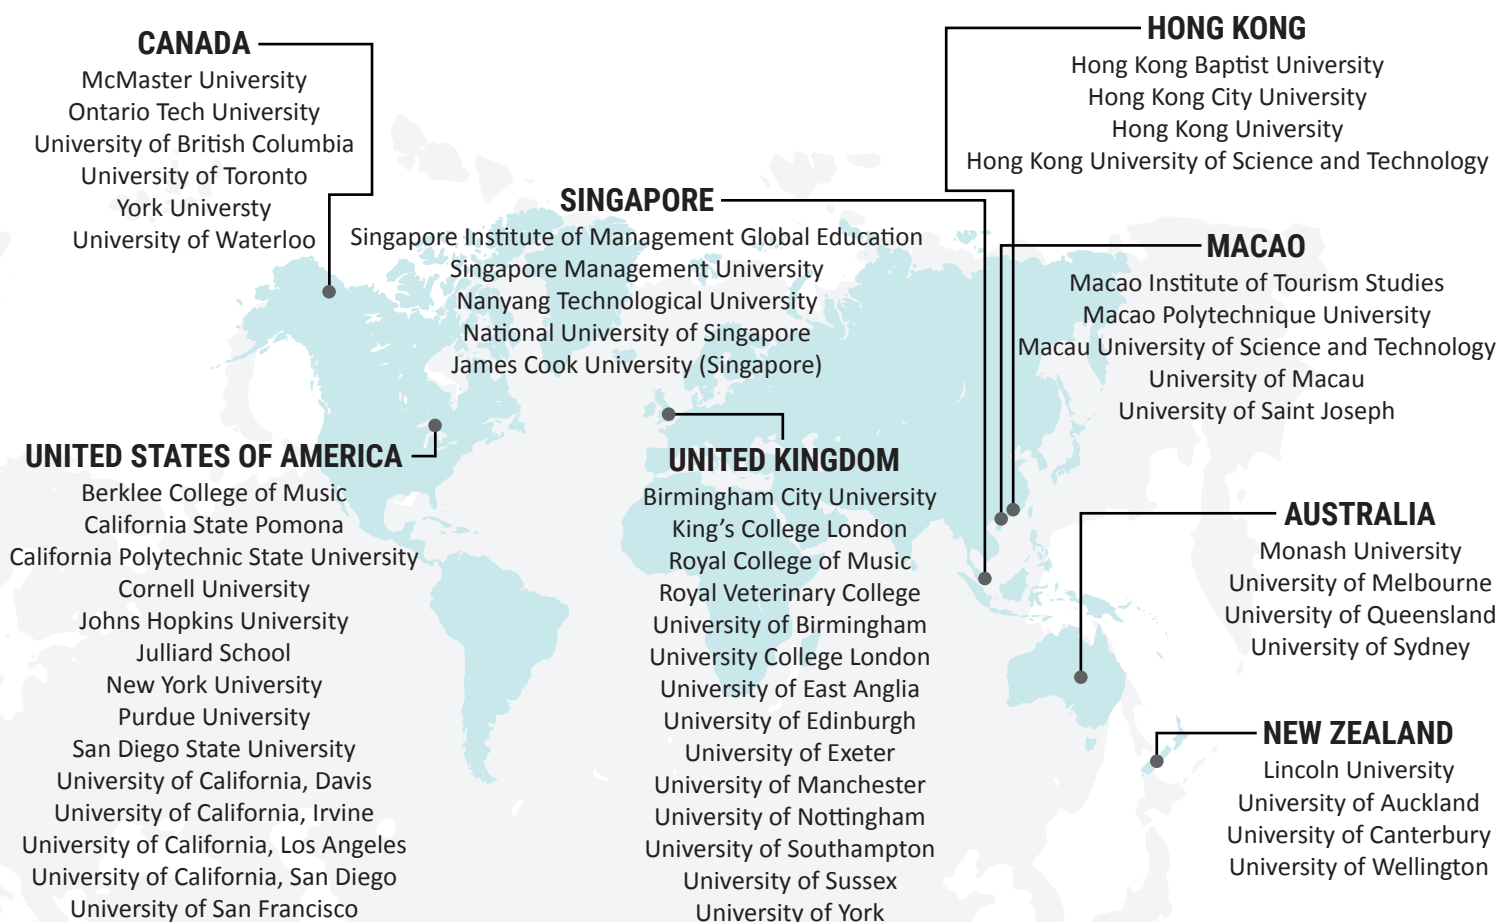 CANADA
McMaster University
Ontario Tech University
University of British Columbia
University of Toronto
York Universty
University of Waterloo
HONG KONG
Hong Kong Baptist University
Hong Kong City University
Hong Kong University
Hong Kong University of Science and Technology
SINGAPORE
Singapore Institute of Management Global Education
Singapore Management University
Nanyang Technological University
National University of Singapore
James Cook University (Singapore)
MACAO
Macao Institute of Tourism Studies
Macao Polytechnique University
Macau University of Science and Technology
University of Macau
University of Saint Joseph
UNITED STATES OF AMERICA
Berklee College of Music
California State Pomona
California Polytechnic State University
Cornell University
Johns Hopkins University
Julliard School
New York University
Purdue University
San Diego State University
University of California, Davis
University of California, Irvine
University of California, Los Angeles
University of California, San Diego
University of San Francisco
UNITED KINGDOM
Birmingham City University
King's College London
Royal College of Music
Royal Veterinary College
University of Birmingham
University College London
University of East Anglia
University of Edinburgh
University of Exeter
University of Manchester
University of Nottingham
University of Southampton
University of Sussex
University of York
AUSTRALIA
Monash University
University of Melbourne
University of Queensland
University of Sydney
NEW ZEALAND
Lincoln University
University of Auckland
University of Canterbury
University of Wellington